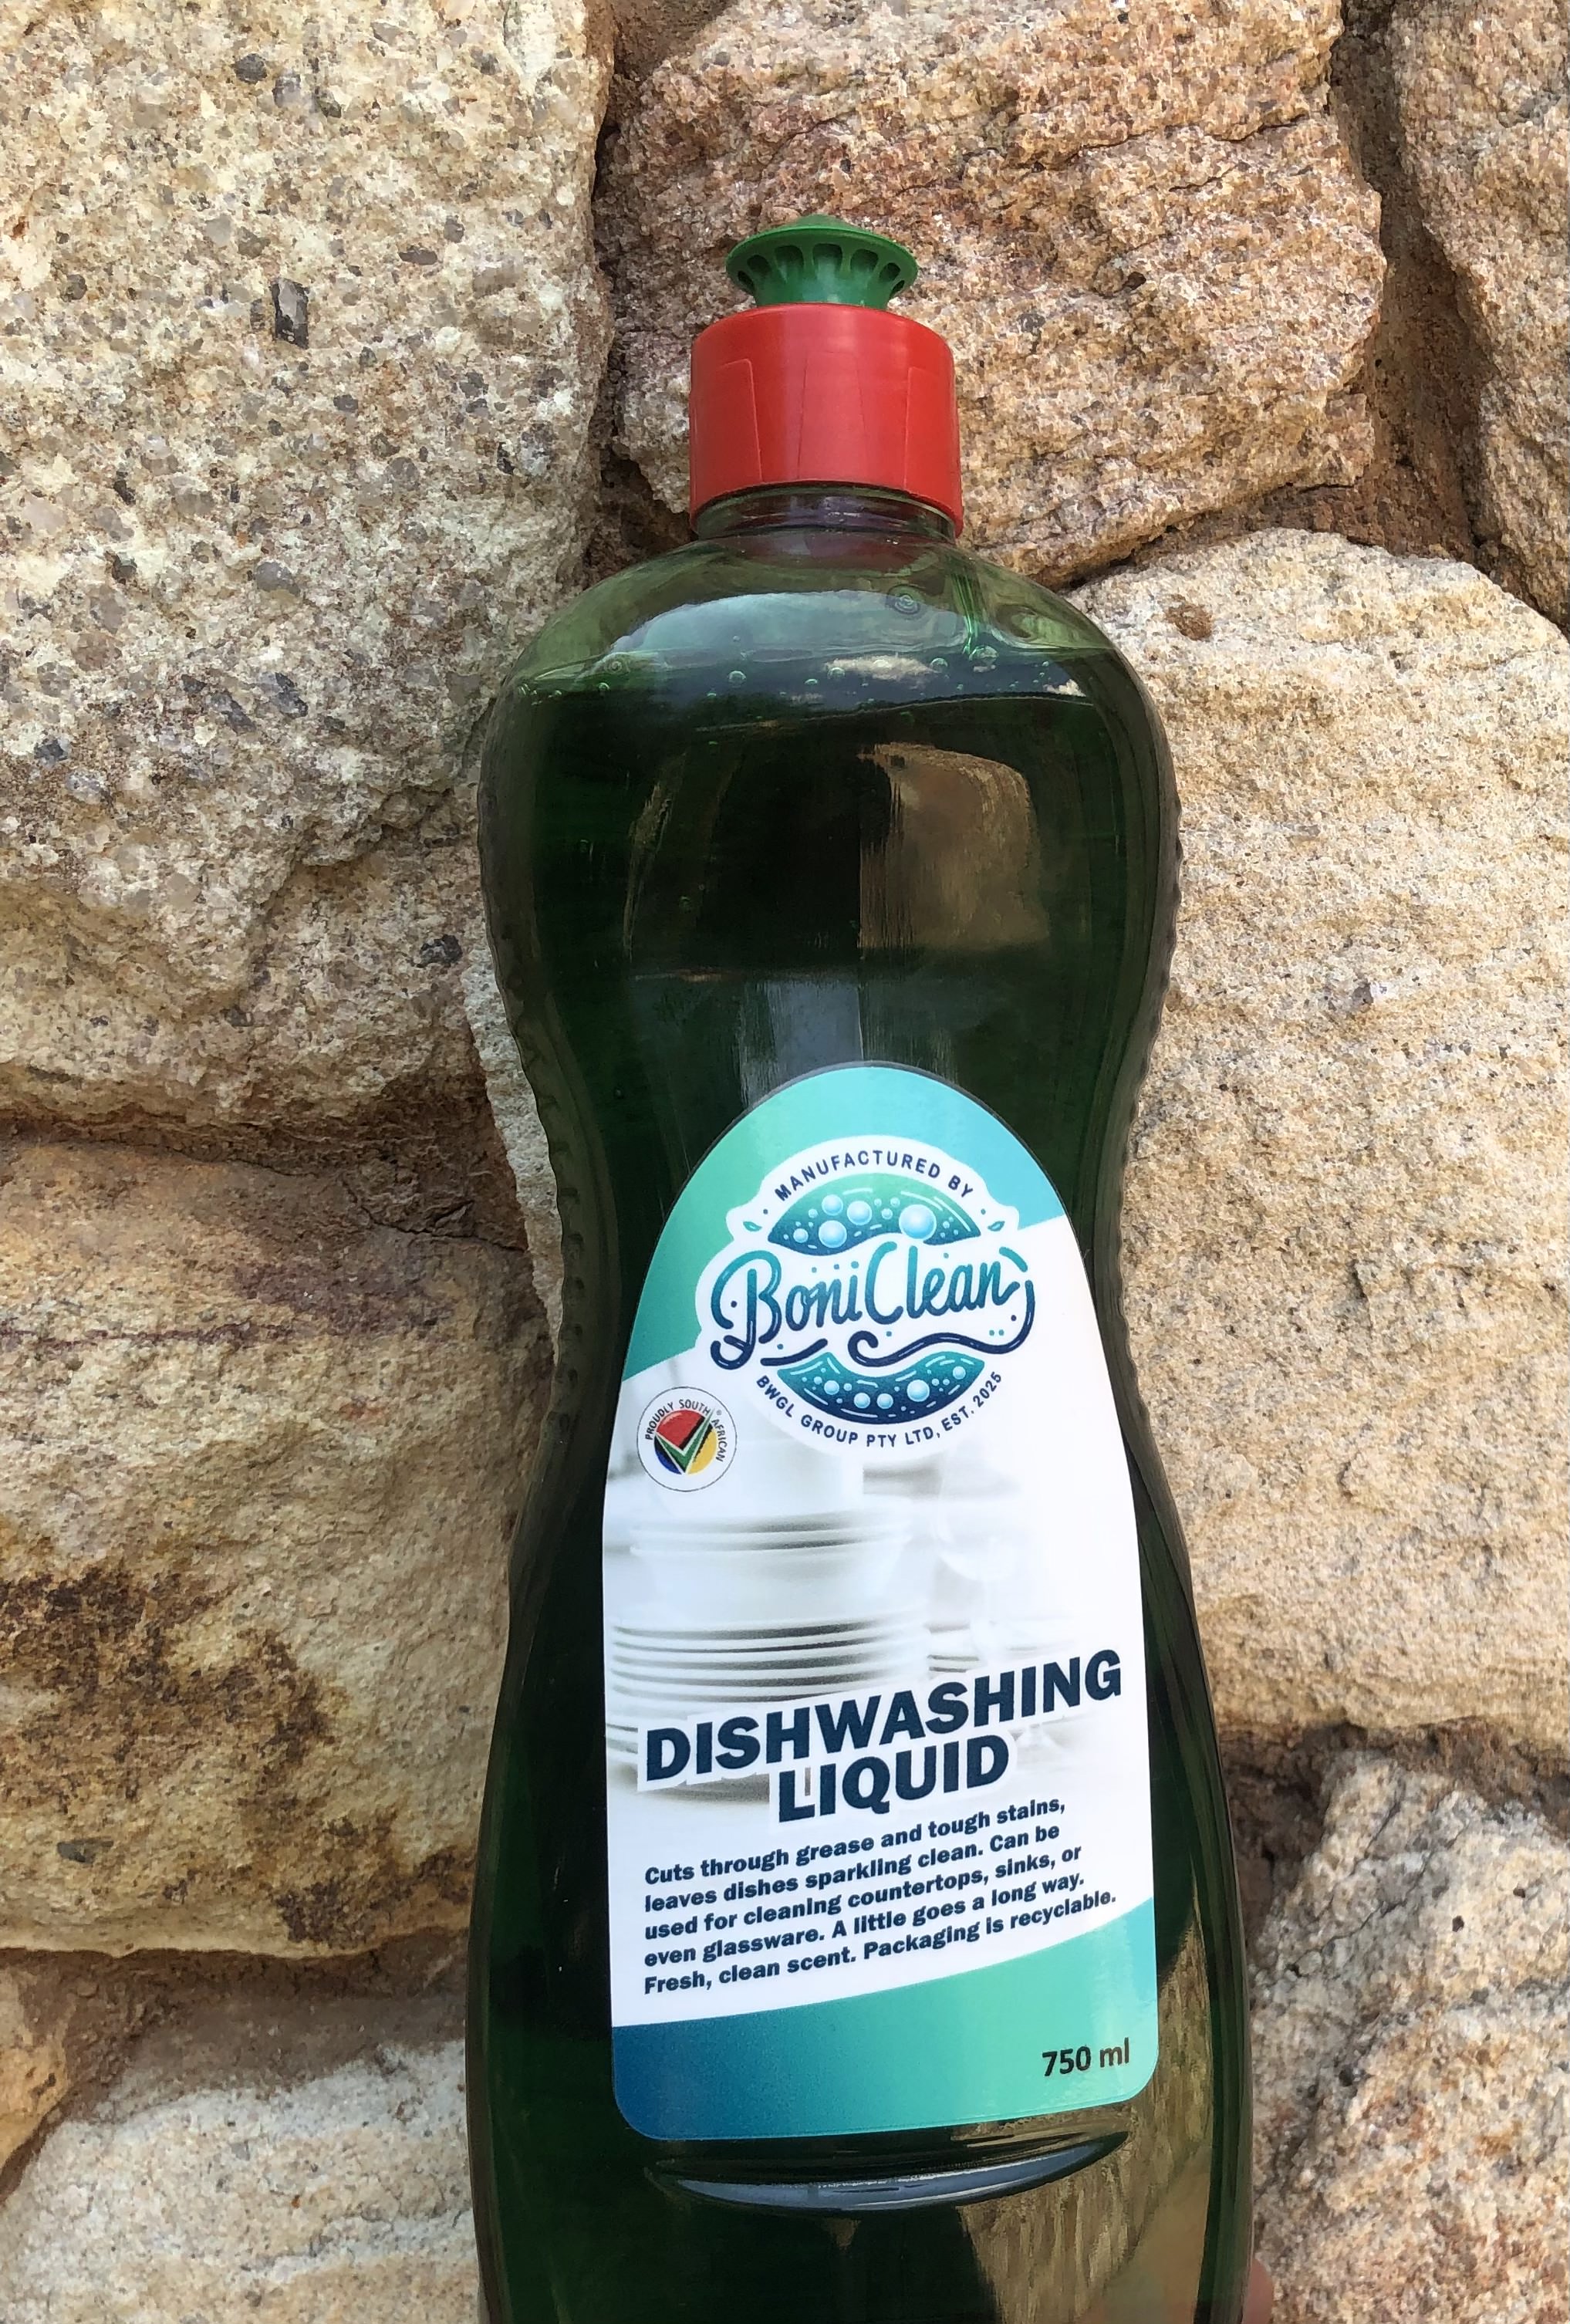 MANUFACTURED BY
BoniClean
BWGL GROUP PTY LTD, EST. 2025
PROUDLY SOUTH AFRICAN
DISHWASHING
LIQUID
Cuts through grease and tough stains,
leaves dishes sparkling clean. Can be
used for cleaning countertops, sinks, or
even glassware. A little goes a long way.
Fresh, clean scent. Packaging is recyclable.
750 ml